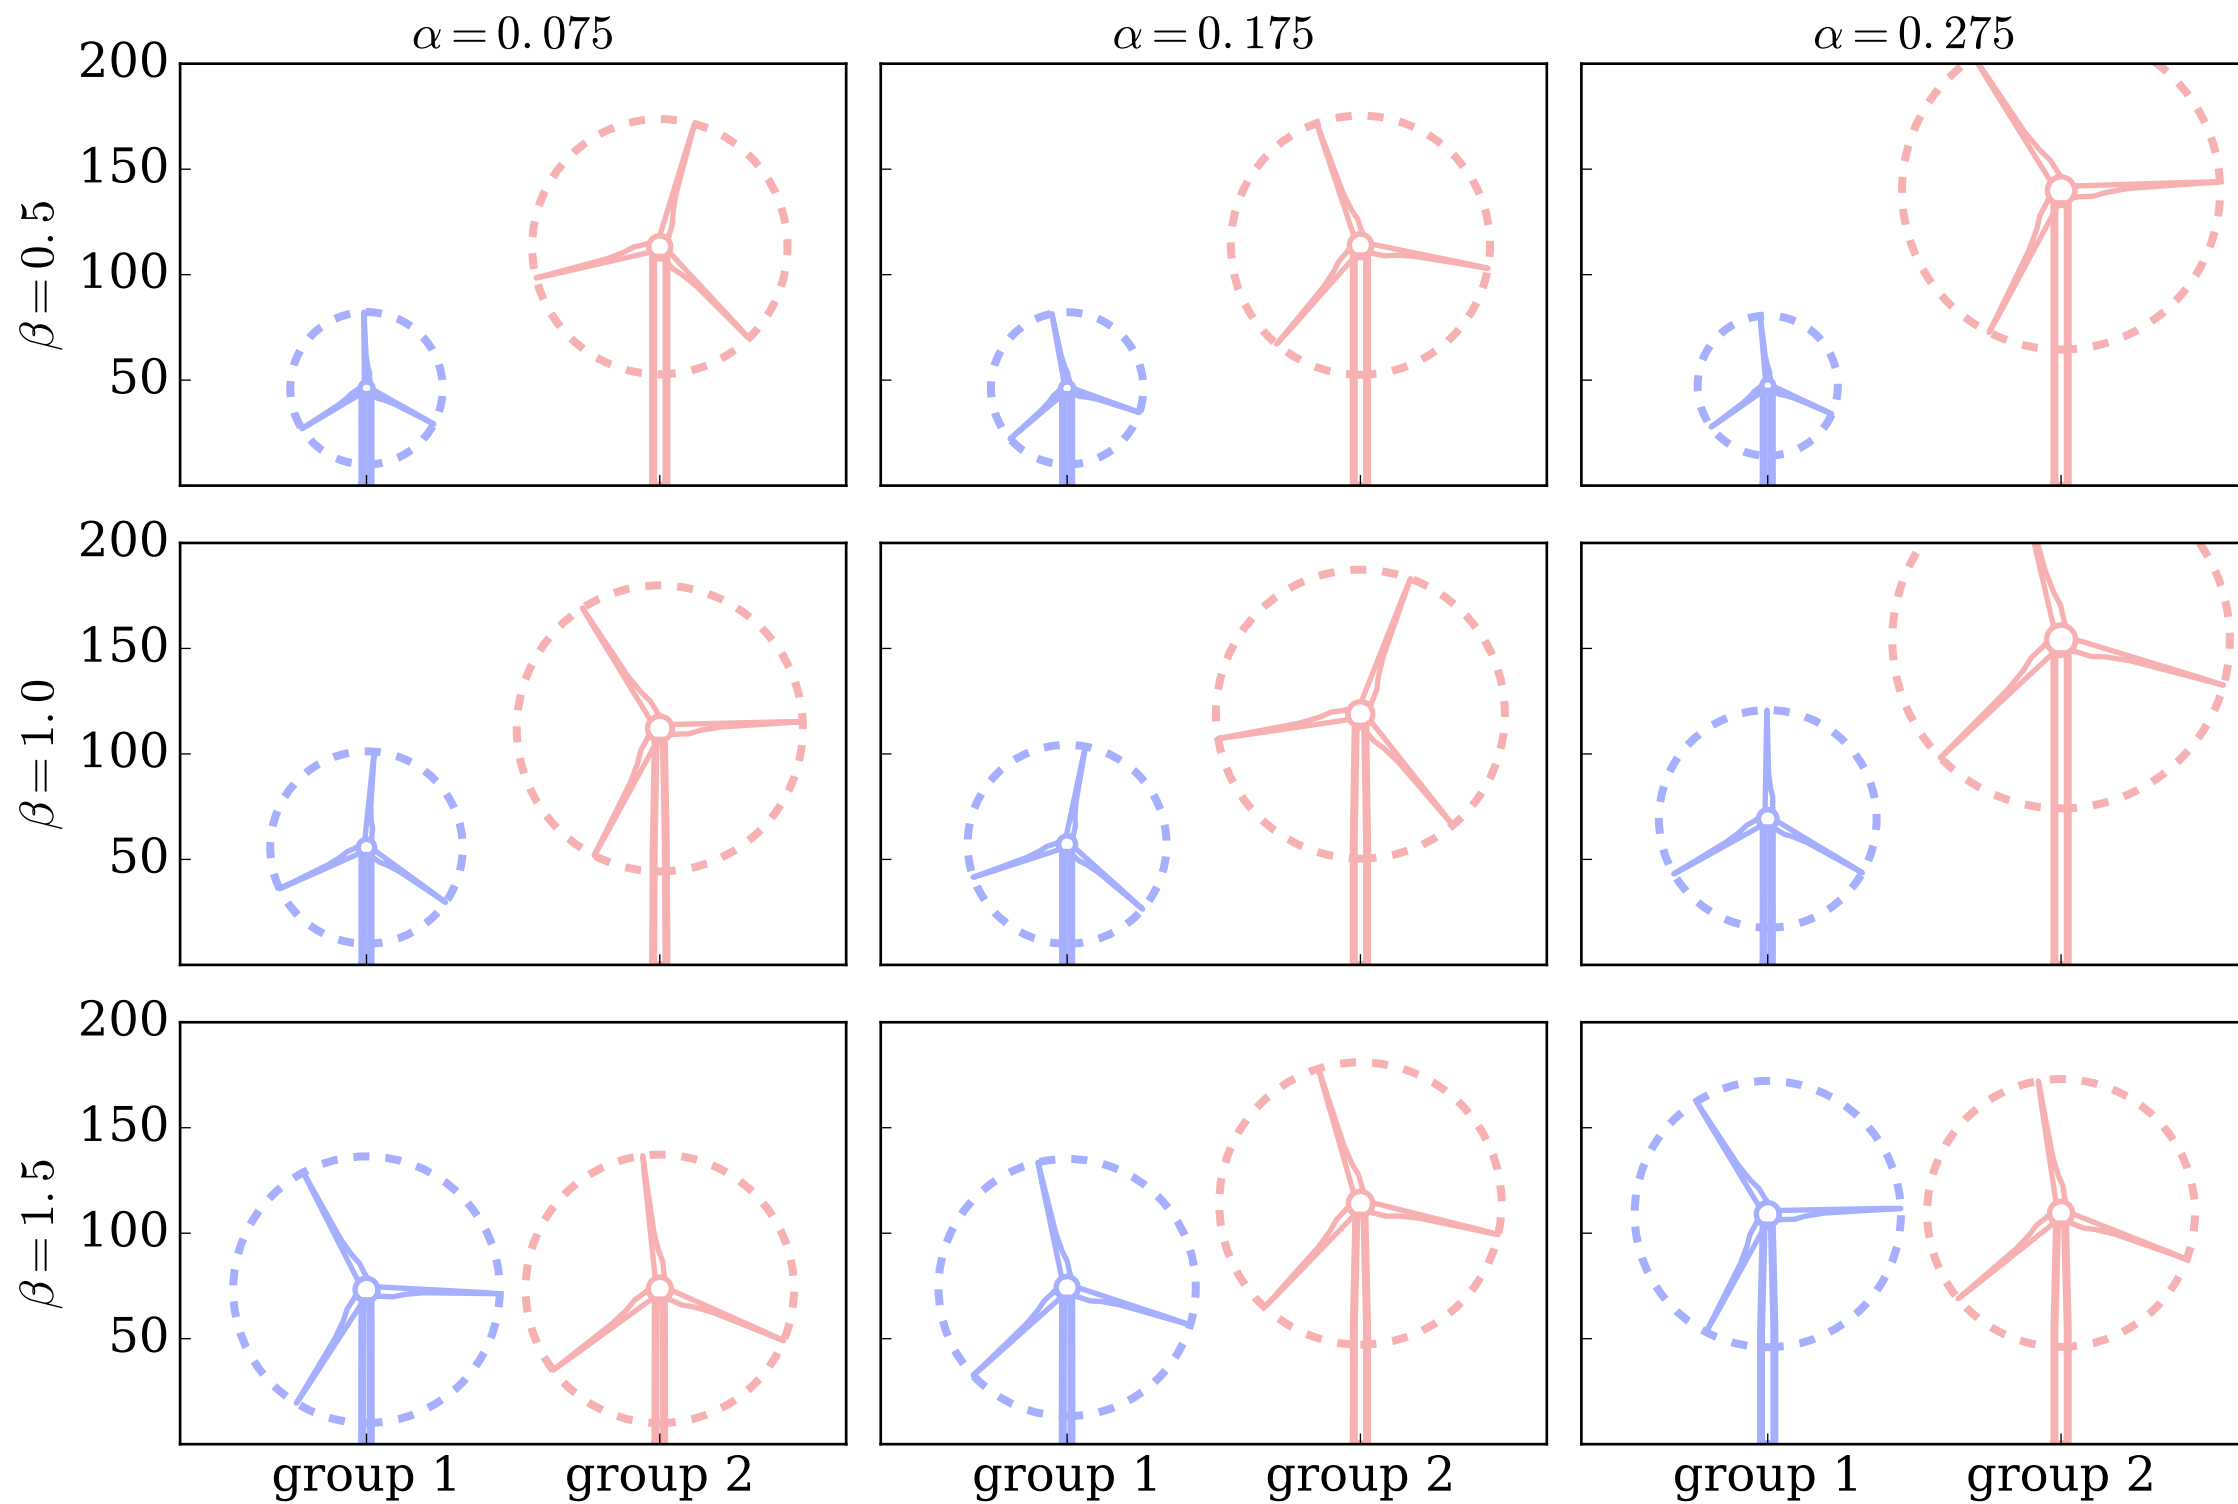 α = 0.075
α = 0.175
α = 0.275
β = 0.5
200
150
100
50
β = 1.0
200
150
100
50
β = 1.5
200
150
100
50
group 1
group 2
group 1
group 2
group 1
group 2